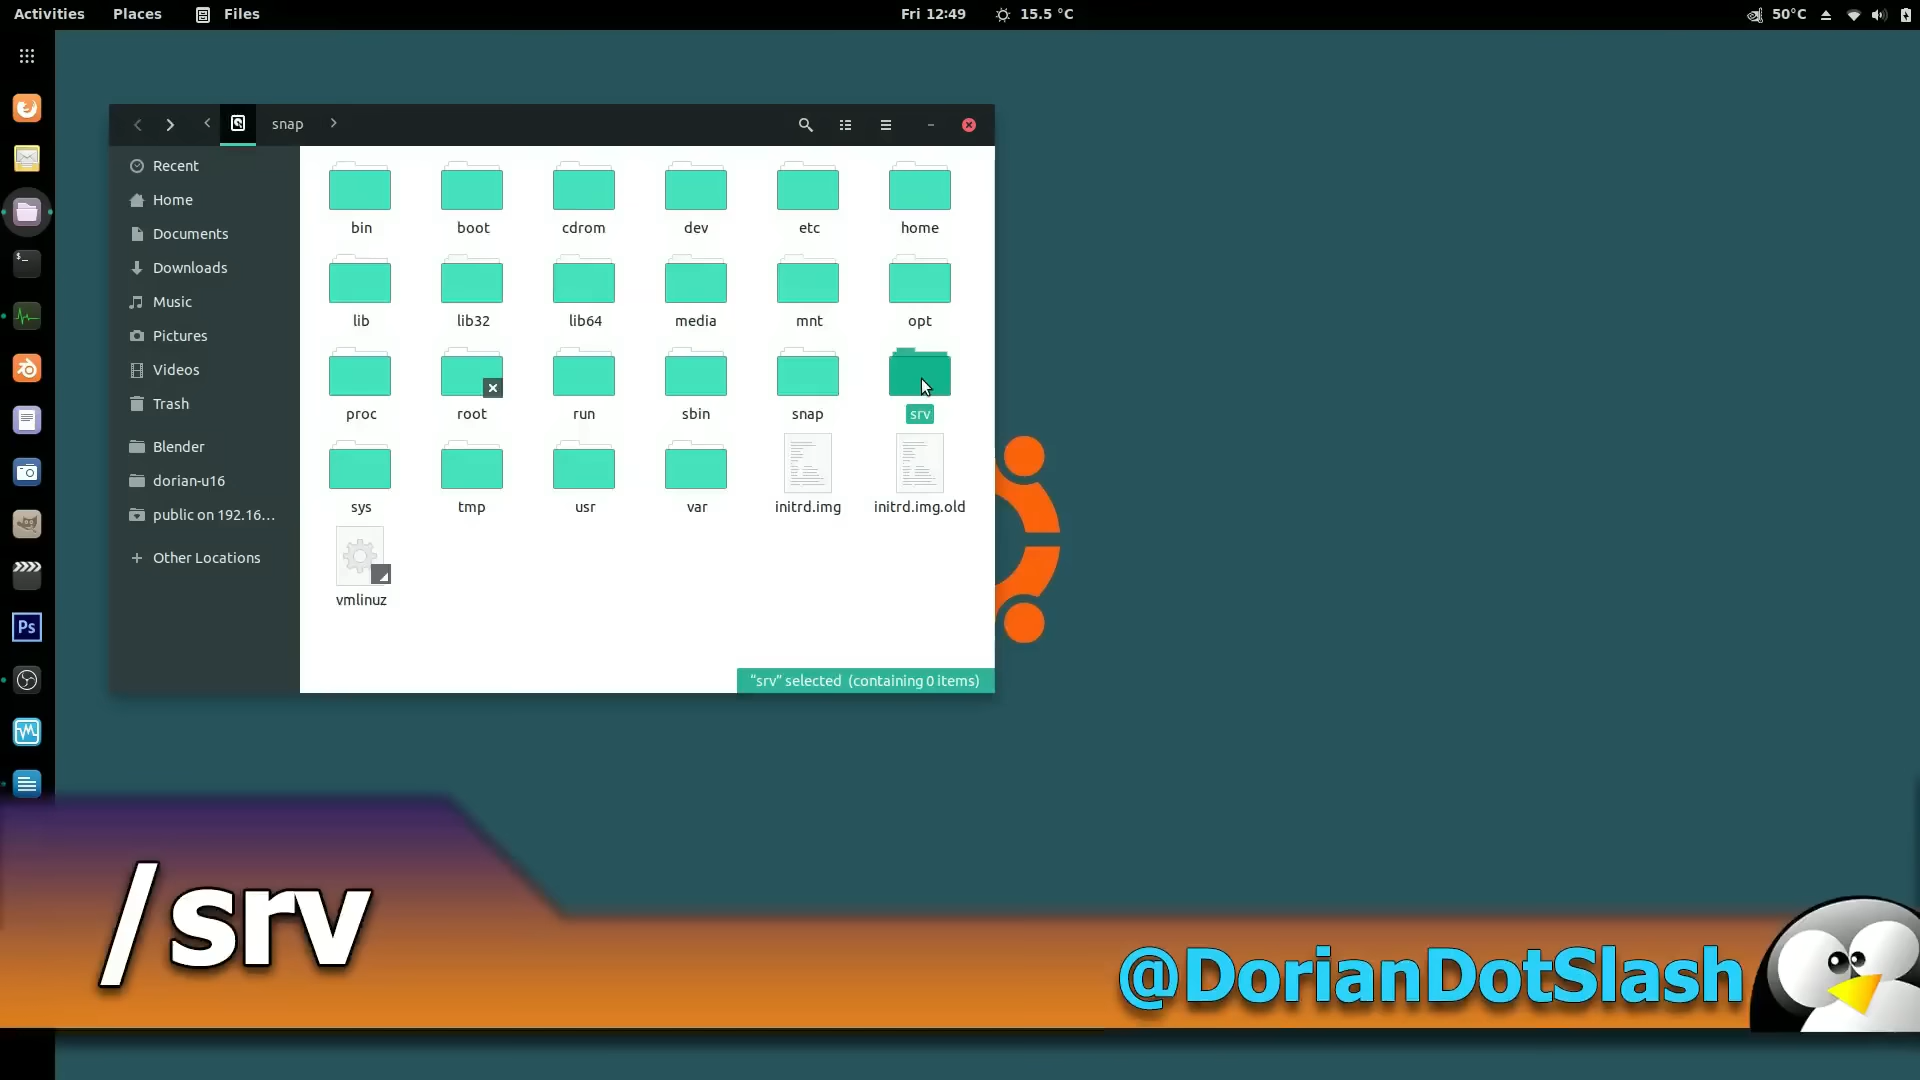 Activities Places Files Fri 12:49 15.5 °C 50°C
snap
Recent
Home
Documents
Downloads
Music
Pictures
Videos
Trash
Blender
dorian-u16
public on 192.16…
Other Locations
bin boot cdrom dev etc home
lib lib32 lib64 media mnt opt
proc root run sbin snap srv
sys tmp usr var initrd.img initrd.img.old
vmlinuz
“srv” selected (containing 0 items)
$_
Ps
/srv
@DorianDotSlash